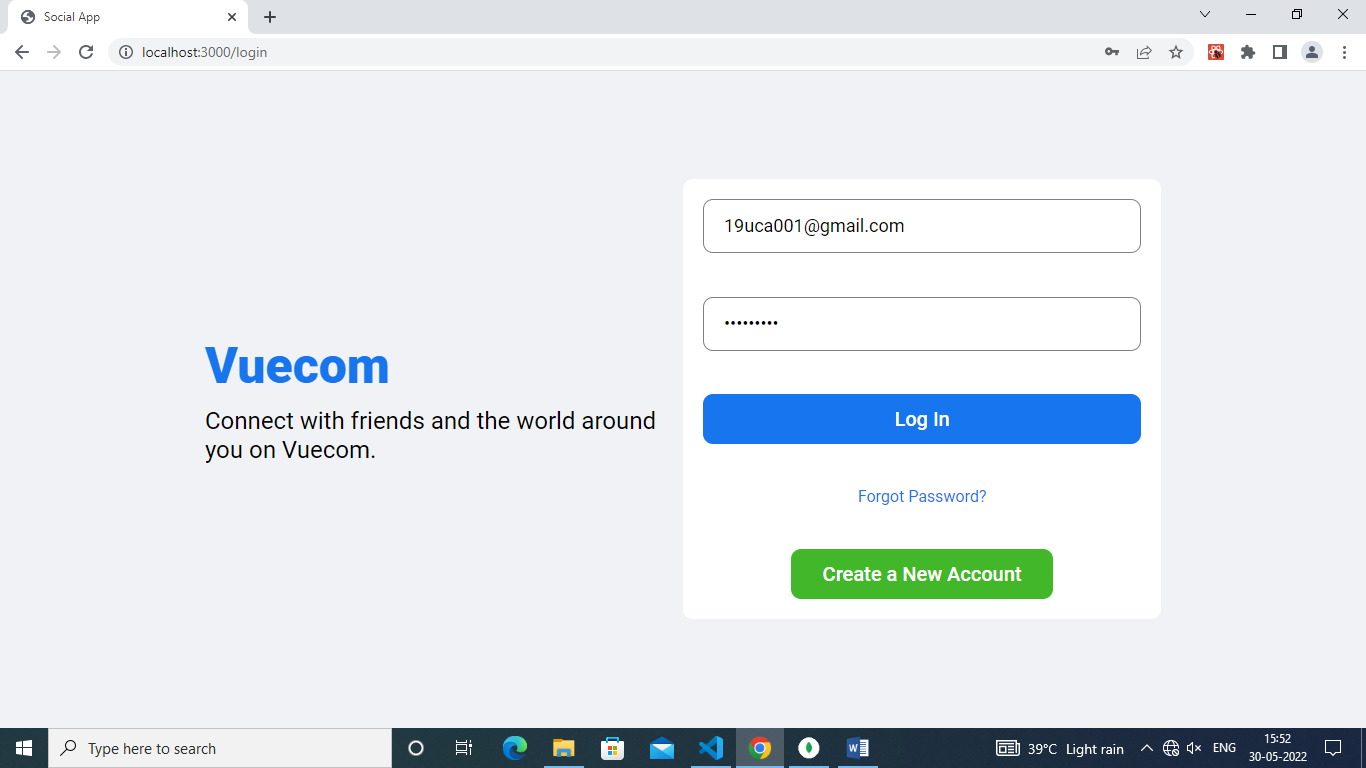 Social App
localhost:3000/login
19uca001@gmail.com
•••••••••
Vuecom
Connect with friends and the world around
you on Vuecom.
Log In
Forgot Password?
Create a New Account
Type here to search
39°C Light rain
ENG
15:52
30-05-2022